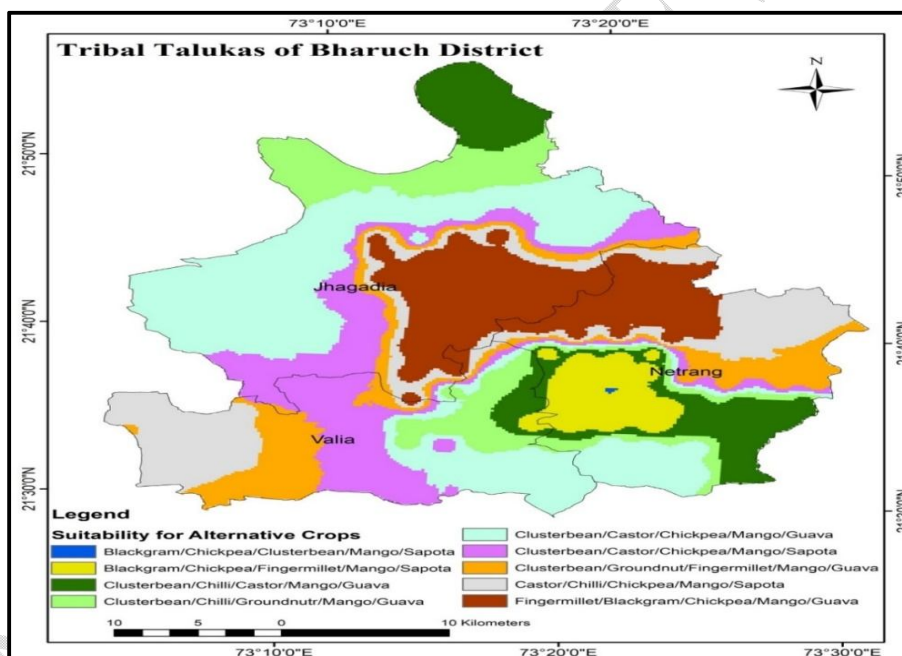 73°10'0"E 73°20'0"E
Tribal Talukas of Bharuch District
N
21°50'0"N
Jhagadia
21°40'0"N
Netrang
Valia
21°30'0"N
Legend
Suitability for Alternative Crops
Blackgram/Chickpea/Clusterbean/Mango/Sapota
Blackgram/Chickpea/Fingermillet/Mango/Sapota
Clusterbean/Chilli/Castor/Mango/Guava
Clusterbean/Chilli/Groundnutr/Mango/Guava
Clusterbean/Castor/Chickpea/Mango/Guava
Clusterbean/Castor/Chickpea/Mango/Sapota
Clusterbean/Groundnut/Fingermillet/Mango/Guava
Castor/Chilli/Chickpea/Mango/Sapota
Fingermillet/Blackgram/Chickpea/Mango/Guava
10 5 0 10 Kilometers
73°10'0"E 73°20'0"E 73°30'0"E